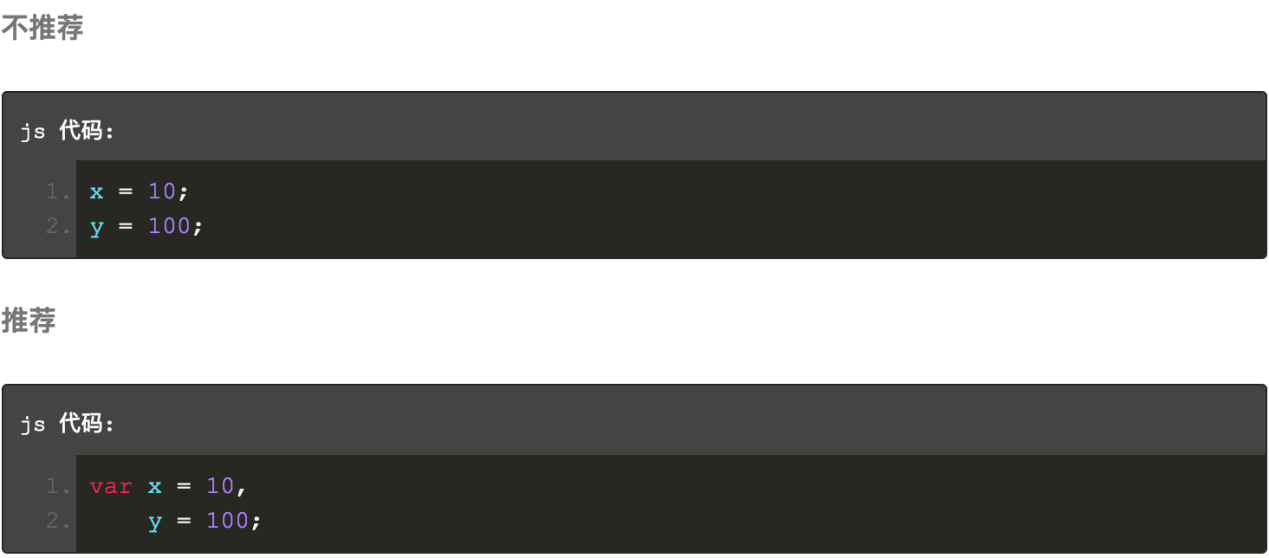 不推荐
js 代码:
1. x = 10;
2. y = 100;
推荐
js 代码:
1. var x = 10,
2.     y = 100;